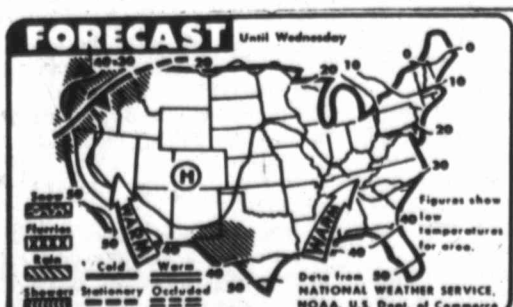 FORECAST Until Wednesday
40 30 20 20 10 0 0
10
20
30
50
50
40
40
50
40
50
H
WARM
WARM
Snow
Flurries
Rain
Showers
Cold Warm
Stationary Occluded
Figures show
low
temperatures
for area.
Data from
NATIONAL WEATHER SERVICE,
NOAA, U.S. Dept. of Commerce